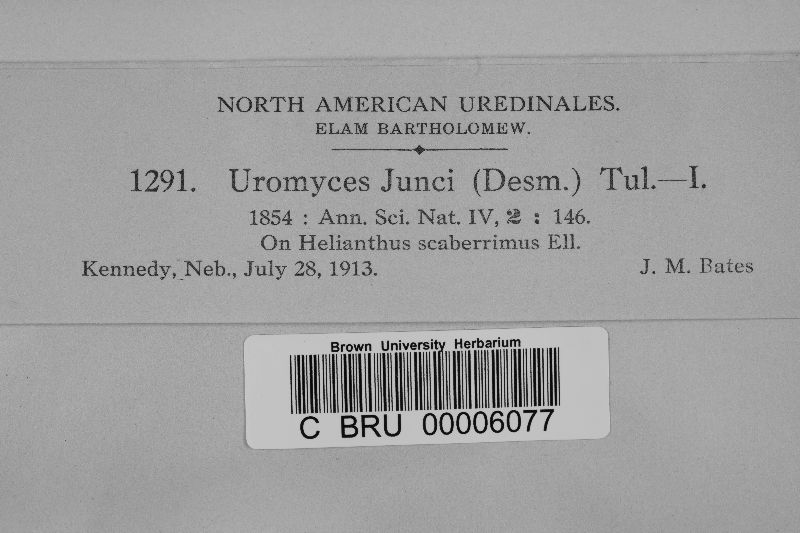 NORTH AMERICAN UREDINALES.
ELAM BARTHOLOMEW.
1291. Uromyces Junci (Desm.) Tul.—I.
1854 : Ann. Sci. Nat. IV, 2 : 146.
On Helianthus scaberrimus Ell.
Kennedy, Neb., July 28, 1913. J. M. Bates
Brown University Herbarium
C BRU 00006077